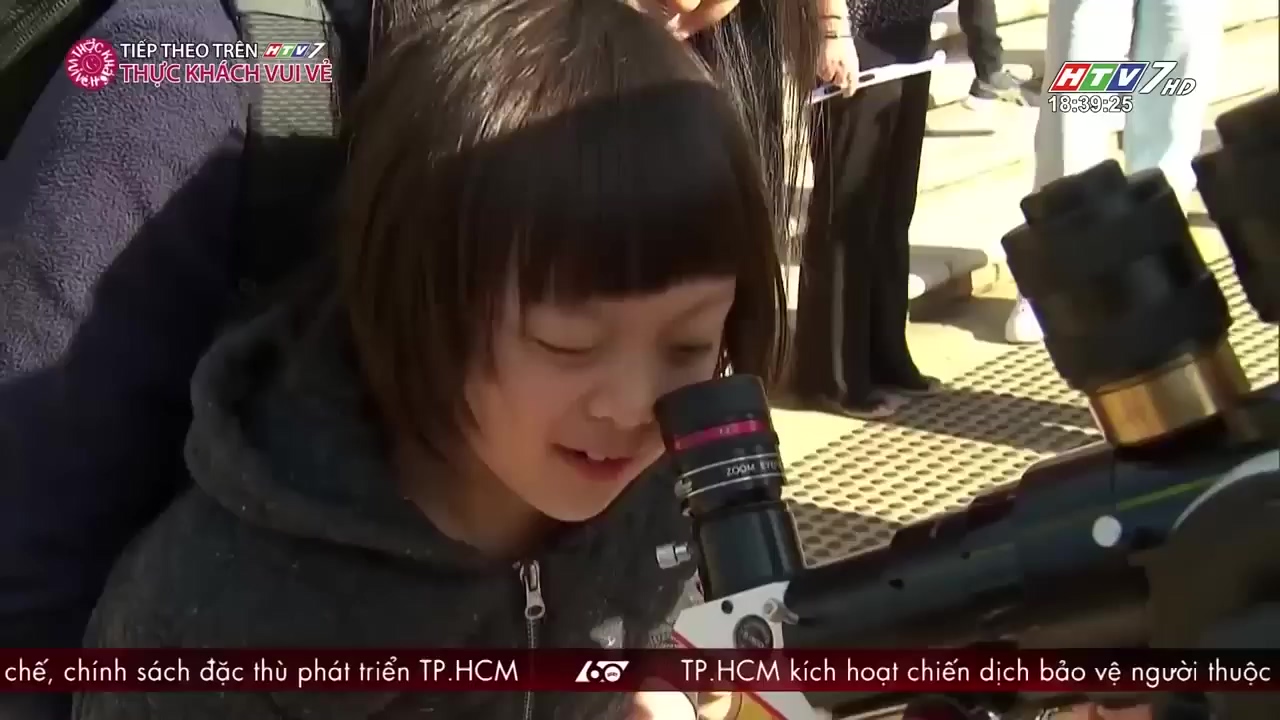 TIẾP THEO TRÊN HTV7
THỰC KHÁCH VUI VẺ
HTV7 HD
18:39:25
ZOOM
chế, chính sách đặc thù phát triển TP.HCM 60 TP.HCM kích hoạt chiến dịch bảo vệ người thuộc